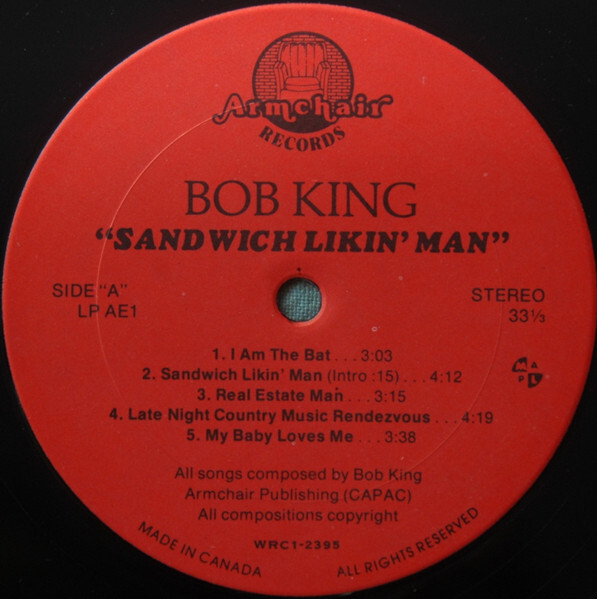 Armchair
RECORDS
BOB KING
“SANDWICH LIKIN’ MAN”
SIDE “A”
LP AE1
STEREO
33⅓
1. I Am The Bat . . . 3:03
2. Sandwich Likin’ Man (Intro :15) . . . 4:12
3. Real Estate Man . . . 3:15
4. Late Night Country Music Rendezvous . . . 4:19
5. My Baby Loves Me . . . 3:38
M A
P L
All songs composed by Bob King
Armchair Publishing (CAPAC)
All compositions copyright
WRC1-2395
MADE IN CANADA
ALL RIGHTS RESERVED